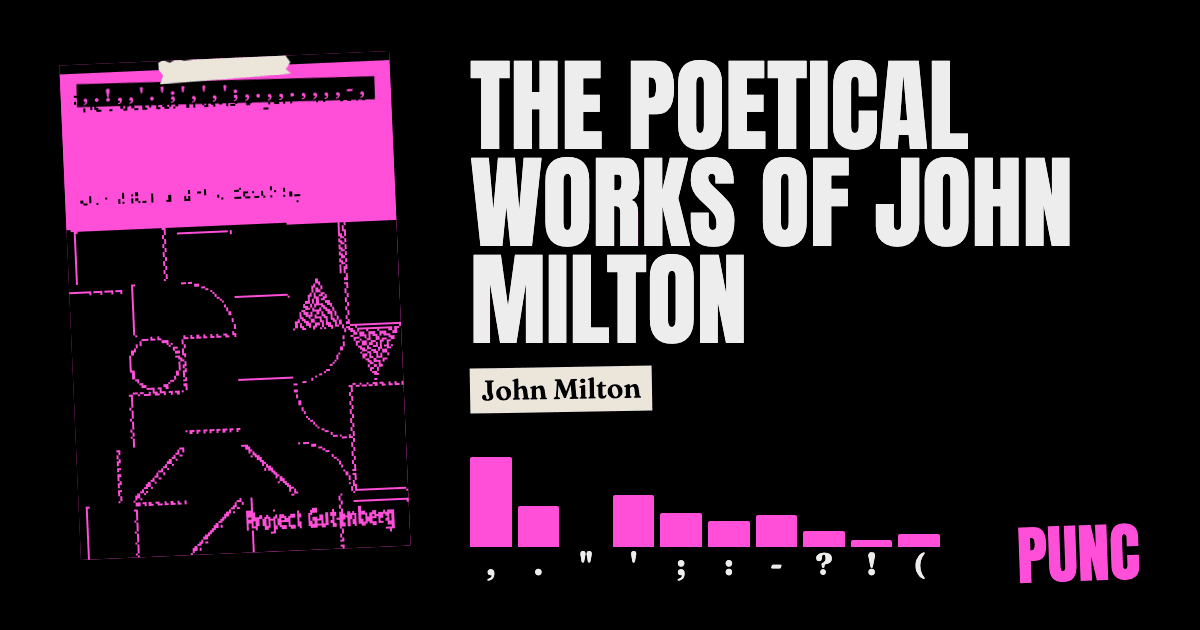 THE POETICAL
WORKS OF JOHN
MILTON
John Milton
, . " ' ; : - ? ! (
Project Gutenberg
PUNC